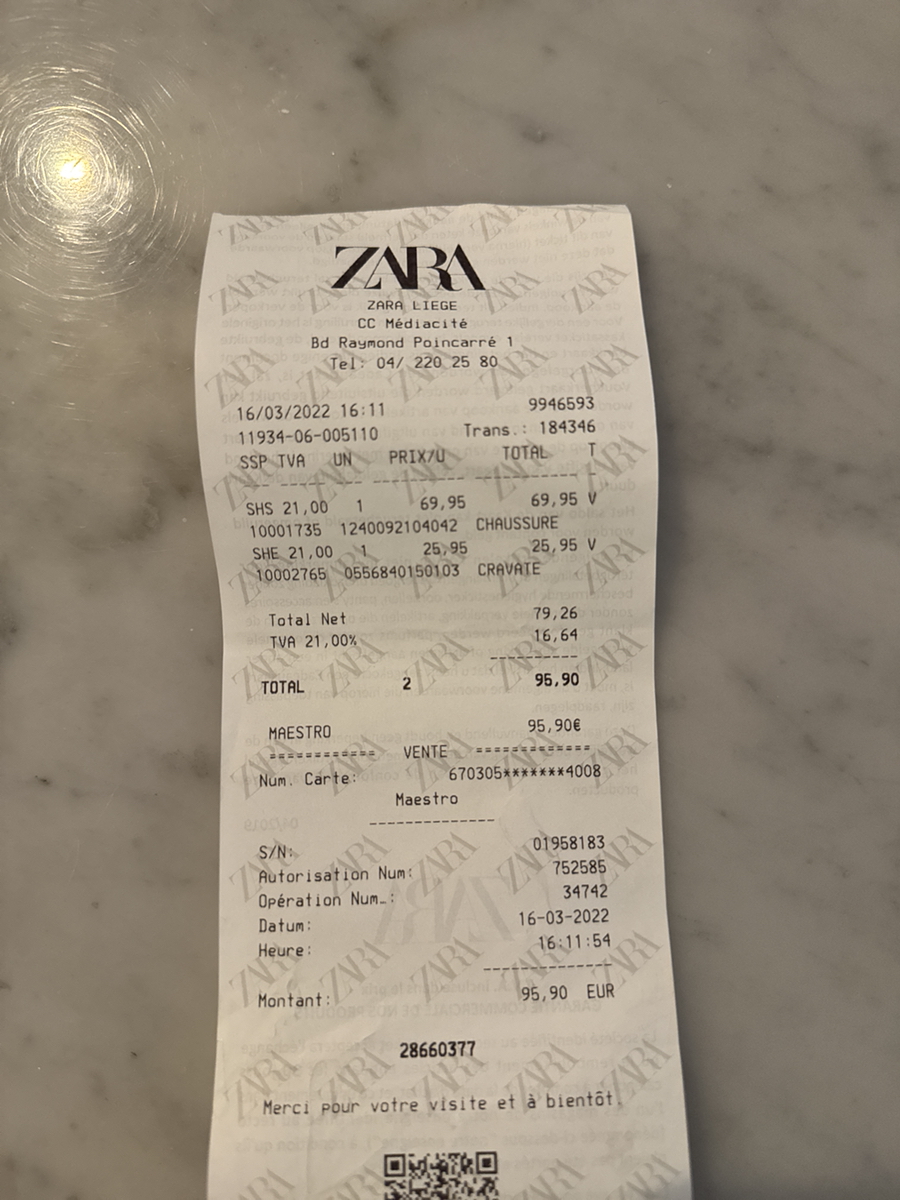 ZARA
ZARA LIEGE
CC Médiacité
Bd Raymond Poincarré 1
Tel: 04/ 220 25 80
16/03/2022 16:11 9946593
11934-06-005110 Trans.: 184346
SSP TVA UN PRIX/U TOTAL T
SHS 21,00 1 69,95 69,95 V
10001735 1240092104042 CHAUSSURE
SHE 21,00 1 25,95 25,95 V
10002765 0556840150103 CRAVATE
Total Net 79,26
TVA 21,00% 16,64
------------
TOTAL 2 95,90
MAESTRO 95,90€
============ VENTE =============
Num. Carte: 670305*******4008
Maestro
--------------
S/N: 01958183
Autorisation Num: 752585
Opération Num.: 34742
Datum: 16-03-2022
Heure: 16:11:54
---------------
Montant: 95,90 EUR
28660377
Merci pour votre visite et à bientôt.